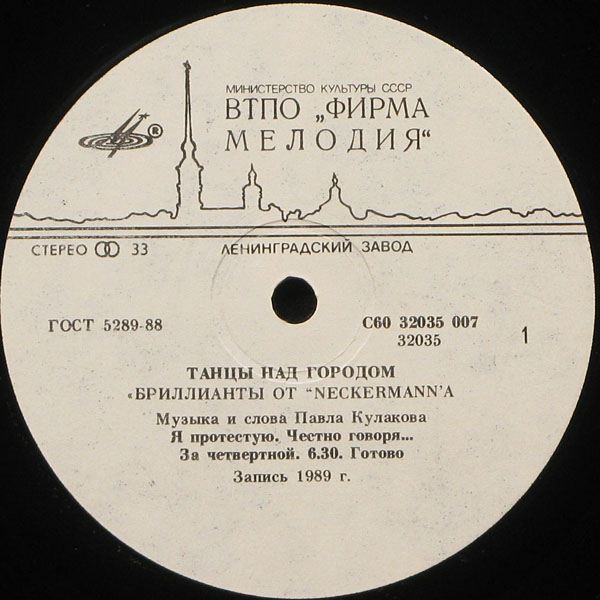 МИНИСТЕРСТВО КУЛЬТУРЫ СССР
ВТПО „ФИРМА
МЕЛОДИЯ“
®
СТЕРЕО 33
ЛЕНИНГРАДСКИЙ ЗАВОД
ГОСТ 5289-88
С60 32035 007
32035
1
ТАНЦЫ НАД ГОРОДОМ
«БРИЛЛИАНТЫ ОТ “NECKERMANN'А
Музыка и слова Павла Кулакова
Я протестую. Честно говоря...
За четвертной. 6.30. Готово
Запись 1989 г.